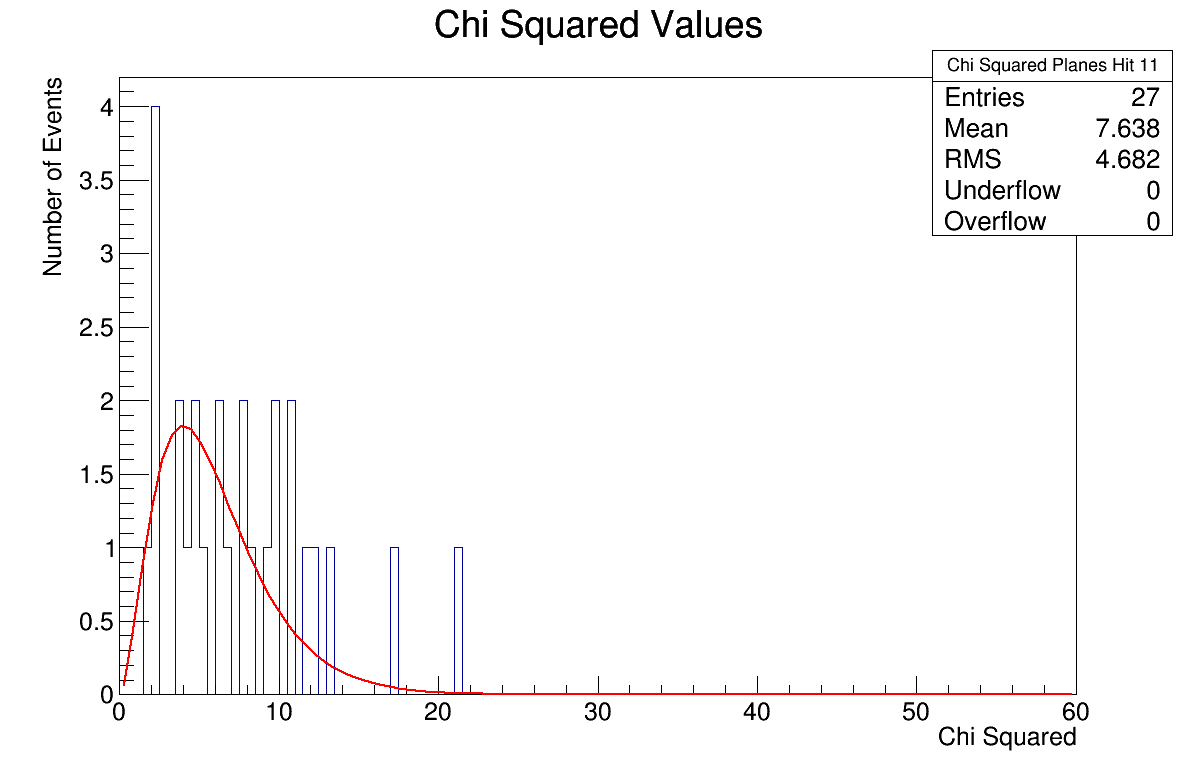 Chi Squared Values
Chi Squared Planes Hit 11
Entries 27
Mean 7.638
RMS 4.682
Underflow 0
Overflow 0
Number of Events
4
3.5
3
2.5
2
1.5
1
0.5
0
0 10 20 30 40 50 60
Chi Squared